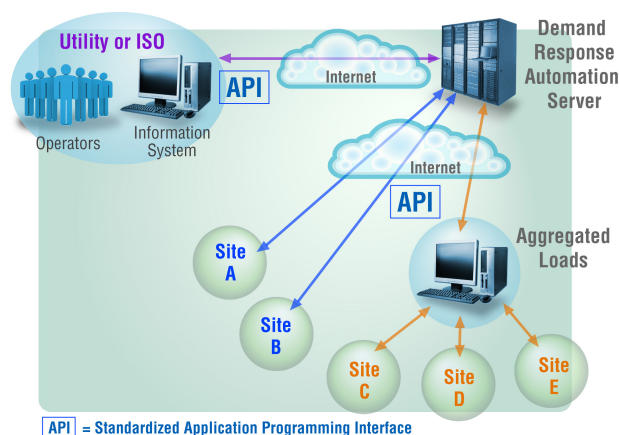 Utility or ISO
Operators
Information
System
API
Internet
Demand
Response
Automation
Server
Internet
API
Site
A
Site
B
Aggregated
Loads
Site
C
Site
D
Site
E
API = Standardized Application Programming Interface